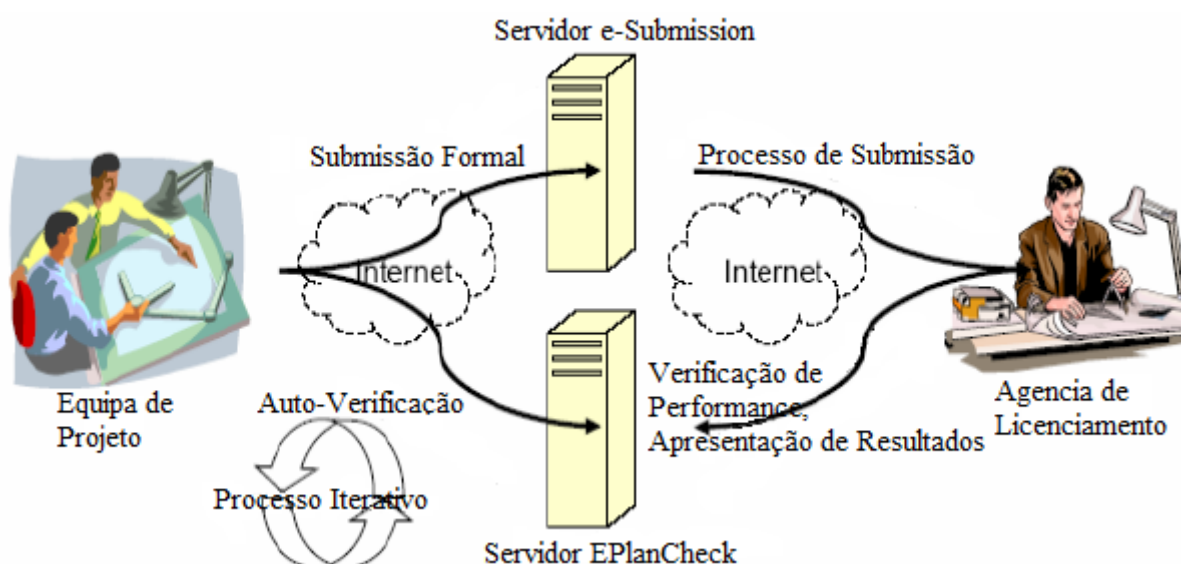 Servidor e-Submission
Submissão Formal
Processo de Submissão
Internet
Internet
Equipa de
Projeto
Auto-Verificação
Processo Iterativo
Verificação de
Performance,
Apresentação de Resultados
Agencia de
Licenciamento
Servidor EPlanCheck